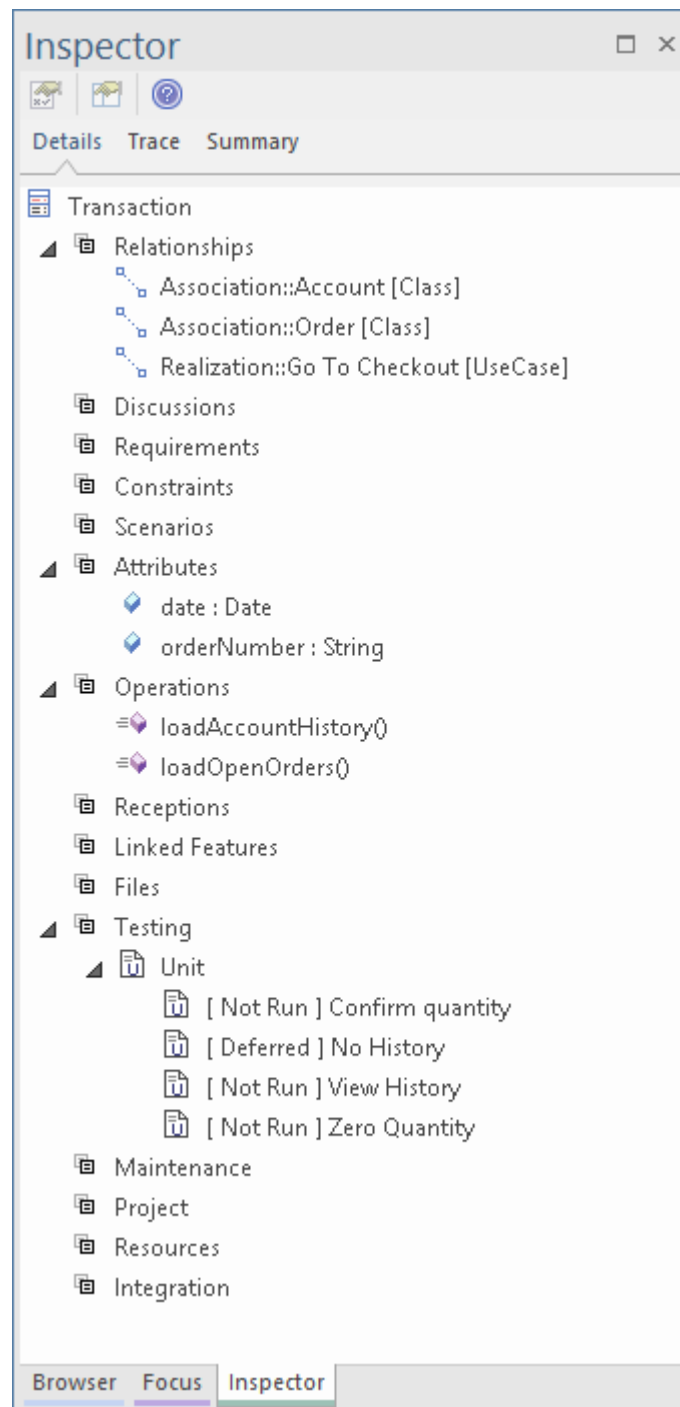 Inspector
Details Trace Summary
Transaction
Relationships
Association::Account [Class]
Association::Order [Class]
Realization::Go To Checkout [UseCase]
Discussions
Requirements
Constraints
Scenarios
Attributes
date : Date
orderNumber : String
Operations
loadAccountHistory()
loadOpenOrders()
Receptions
Linked Features
Files
Testing
Unit
[ Not Run ] Confirm quantity
[ Deferred ] No History
[ Not Run ] View History
[ Not Run ] Zero Quantity
Maintenance
Project
Resources
Integration
Browser Focus Inspector